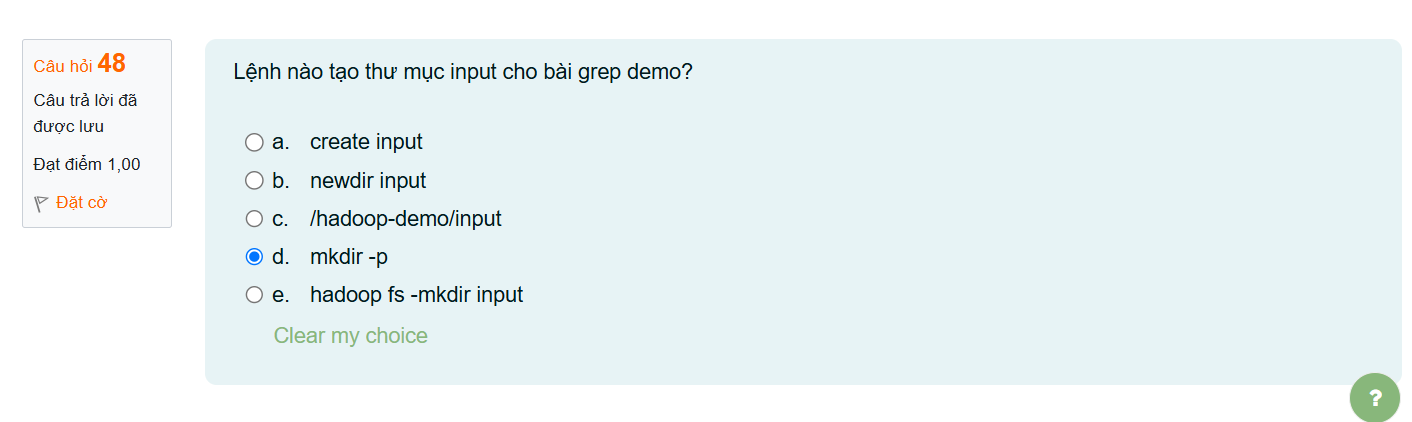 Câu hỏi 48
Câu trả lời đã
được lưu
Đạt điểm 1,00
Đặt cờ
Lệnh nào tạo thư mục input cho bài grep demo?
a. create input
b. newdir input
c. /hadoop-demo/input
d. mkdir -p
e. hadoop fs -mkdir input
Clear my choice
?